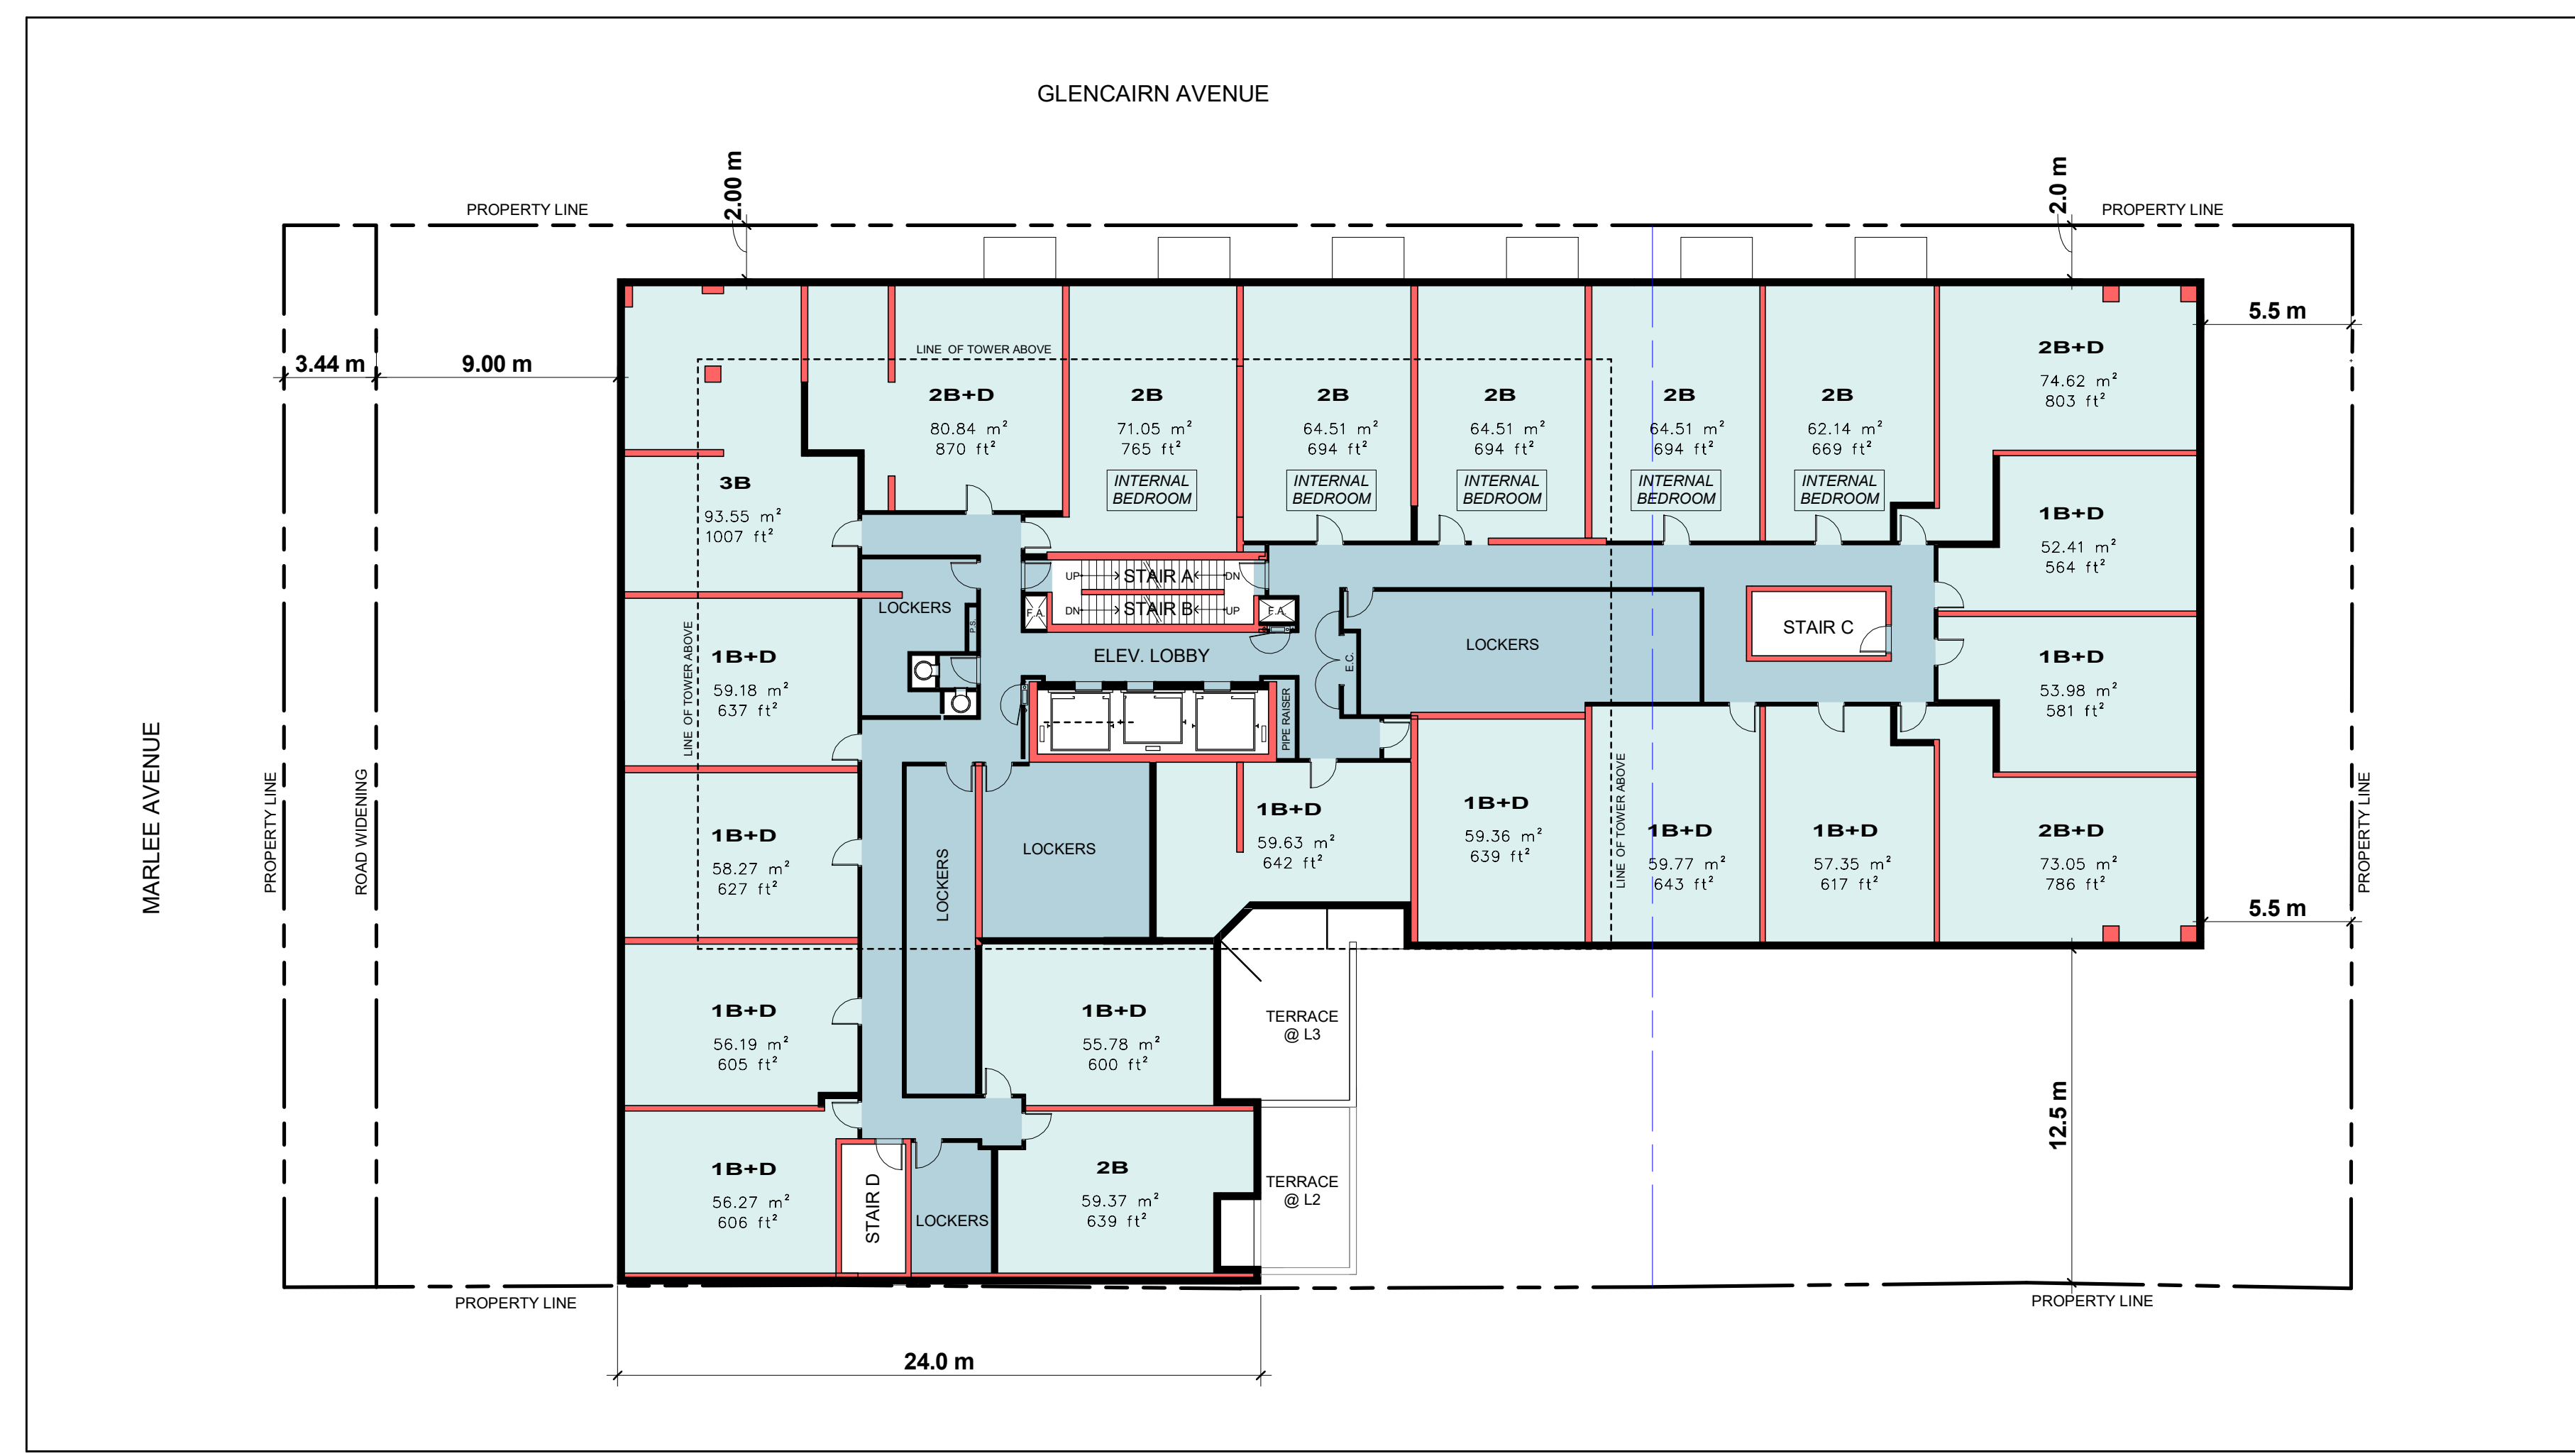 GLENCAIRN AVENUE
2.00 m
2.0 m
PROPERTY LINE
PROPERTY LINE
5.5 m
3.44 m
9.00 m
LINE OF TOWER ABOVE
2B+D
74.62 m²
803 ft²
2B+D
80.84 m²
870 ft²
2B
71.05 m²
765 ft²
INTERNAL
BEDROOM
2B
64.51 m²
694 ft²
INTERNAL
BEDROOM
2B
64.51 m²
694 ft²
INTERNAL
BEDROOM
2B
64.51 m²
694 ft²
INTERNAL
BEDROOM
2B
62.14 m²
669 ft²
INTERNAL
BEDROOM
3B
93.55 m²
1007 ft²
1B+D
52.41 m²
564 ft²
UP
STAIR A
DN
DN
STAIR B
UP
F.A.
F.A.
LOCKERS
P.S.
ELEV. LOBBY
E.C.
LOCKERS
STAIR C
LINE OF TOWER ABOVE
1B+D
59.18 m²
637 ft²
1B+D
53.98 m²
581 ft²
PIPE RAISER
MARLEE AVENUE
PROPERTY LINE
ROAD WIDENING
1B+D
58.27 m²
627 ft²
LOCKERS
LOCKERS
1B+D
59.63 m²
642 ft²
1B+D
59.36 m²
639 ft²
LINE OF TOWER ABOVE
1B+D
59.77 m²
643 ft²
1B+D
57.35 m²
617 ft²
2B+D
73.05 m²
786 ft²
PROPERTY LINE
5.5 m
1B+D
56.19 m²
605 ft²
1B+D
55.78 m²
600 ft²
TERRACE
@ L3
12.5 m
1B+D
56.27 m²
606 ft²
STAIR D
LOCKERS
2B
59.37 m²
639 ft²
TERRACE
@ L2
PROPERTY LINE
PROPERTY LINE
24.0 m